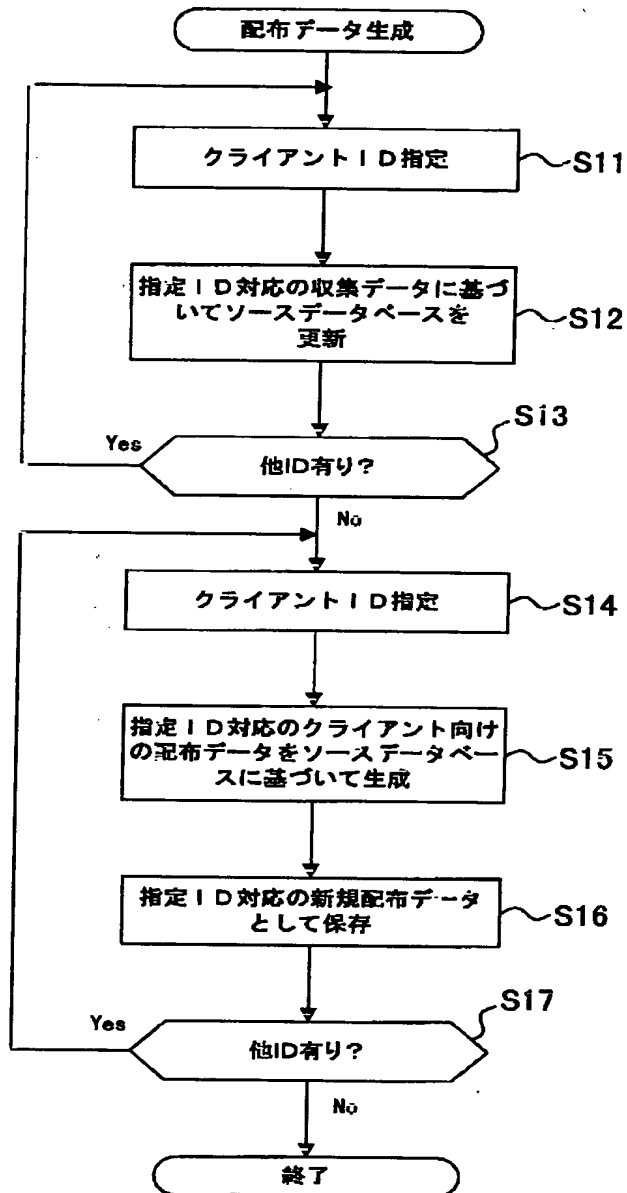 配布データ生成
クライアントID指定
S11
指定ID対応の収集データに基づ
いてソースデータベースを
更新
S12
Si3
Yes
他ID有り?
No
クライアントID指定
S14
指定ID対応のクライアント向け
の配布データをソースデータベー
スに基づいて生成
S15
指定ID対応の新規配布データ
として保存
S16
S17
Yes
他ID有り?
No
終了